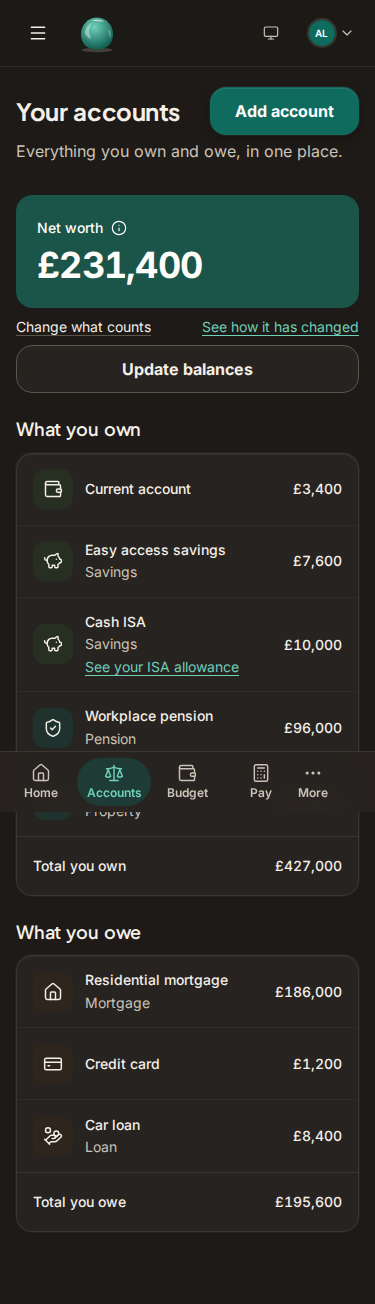 AL
Your accounts
Add account
Everything you own and owe, in one place.
Net worth
£231,400
Change what counts
See how it has changed
Update balances
What you own
Current account
£3,400
Easy access savings
Savings
£7,600
Cash ISA
Savings
See your ISA allowance
£10,000
Workplace pension
Pension
£96,000
Home
Accounts
Budget
Pay
More
Property
Total you own
£427,000
What you owe
Residential mortgage
Mortgage
£186,000
Credit card
£1,200
Car loan
Loan
£8,400
Total you owe
£195,600